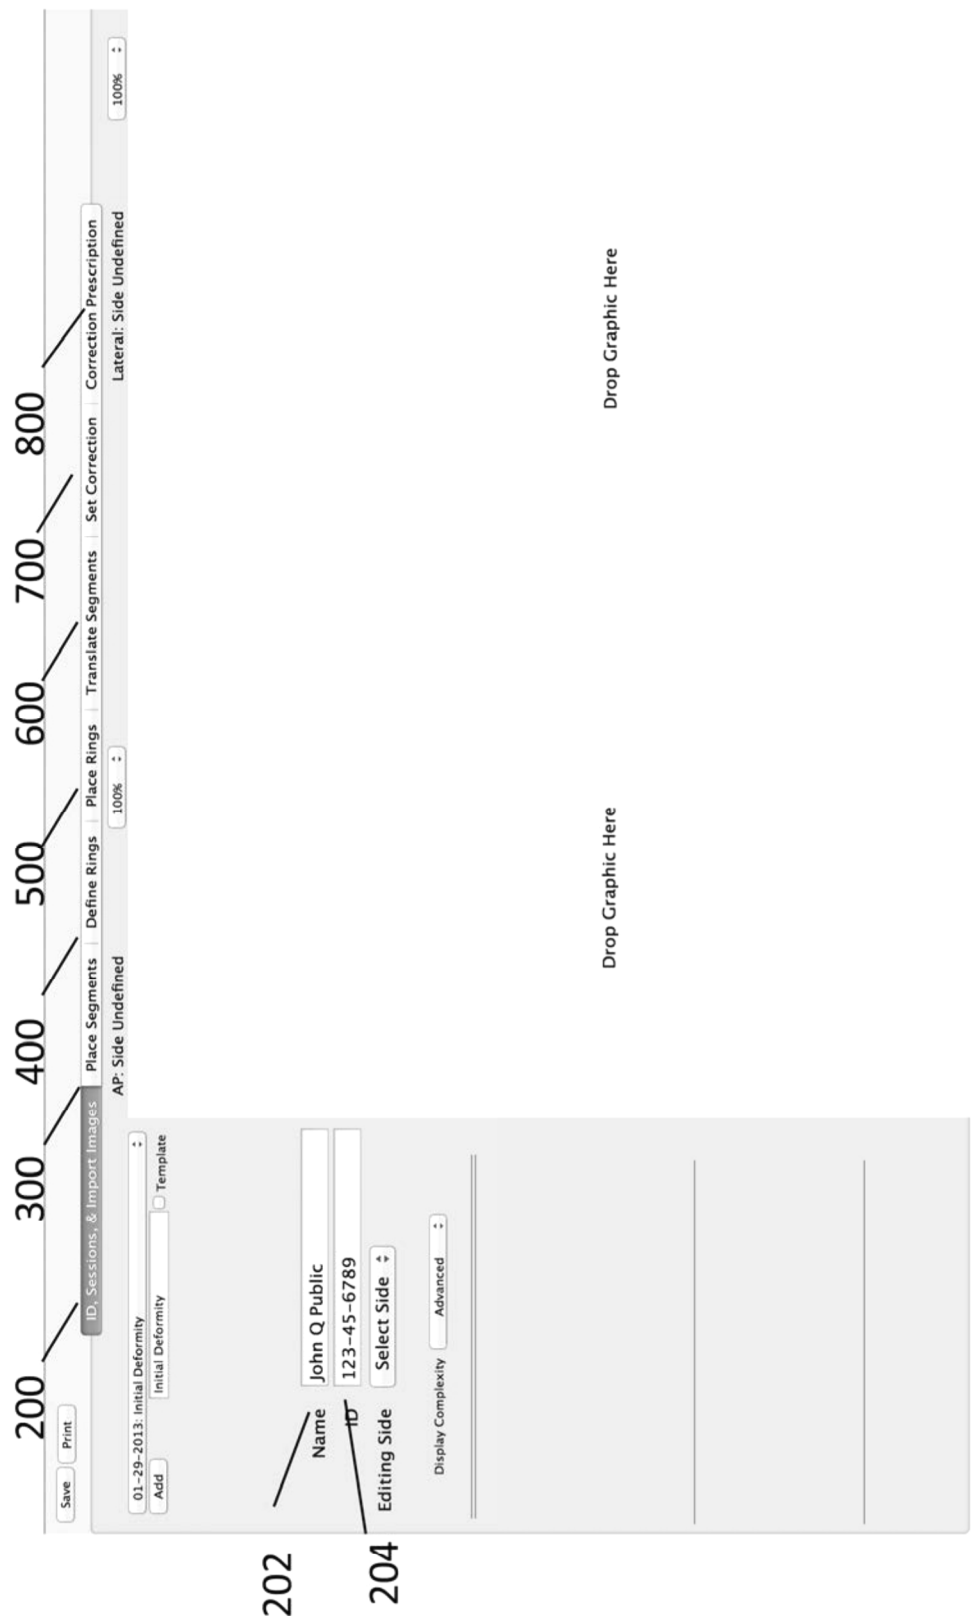 200 300 400 500 600 700 800
Save Print
ID, Sessions, & Import Images Place Segments Define Rings Place Rings Translate Segments Set Correction Correction Prescription
AP: Side Undefined 100% Lateral: Side Undefined 100%
01-29-2013: Initial Deformity
Add Initial Deformity Template
202
Name John Q Public
ID 123-45-6789
204
Editing Side Select Side
Display Complexity Advanced
Drop Graphic Here Drop Graphic Here